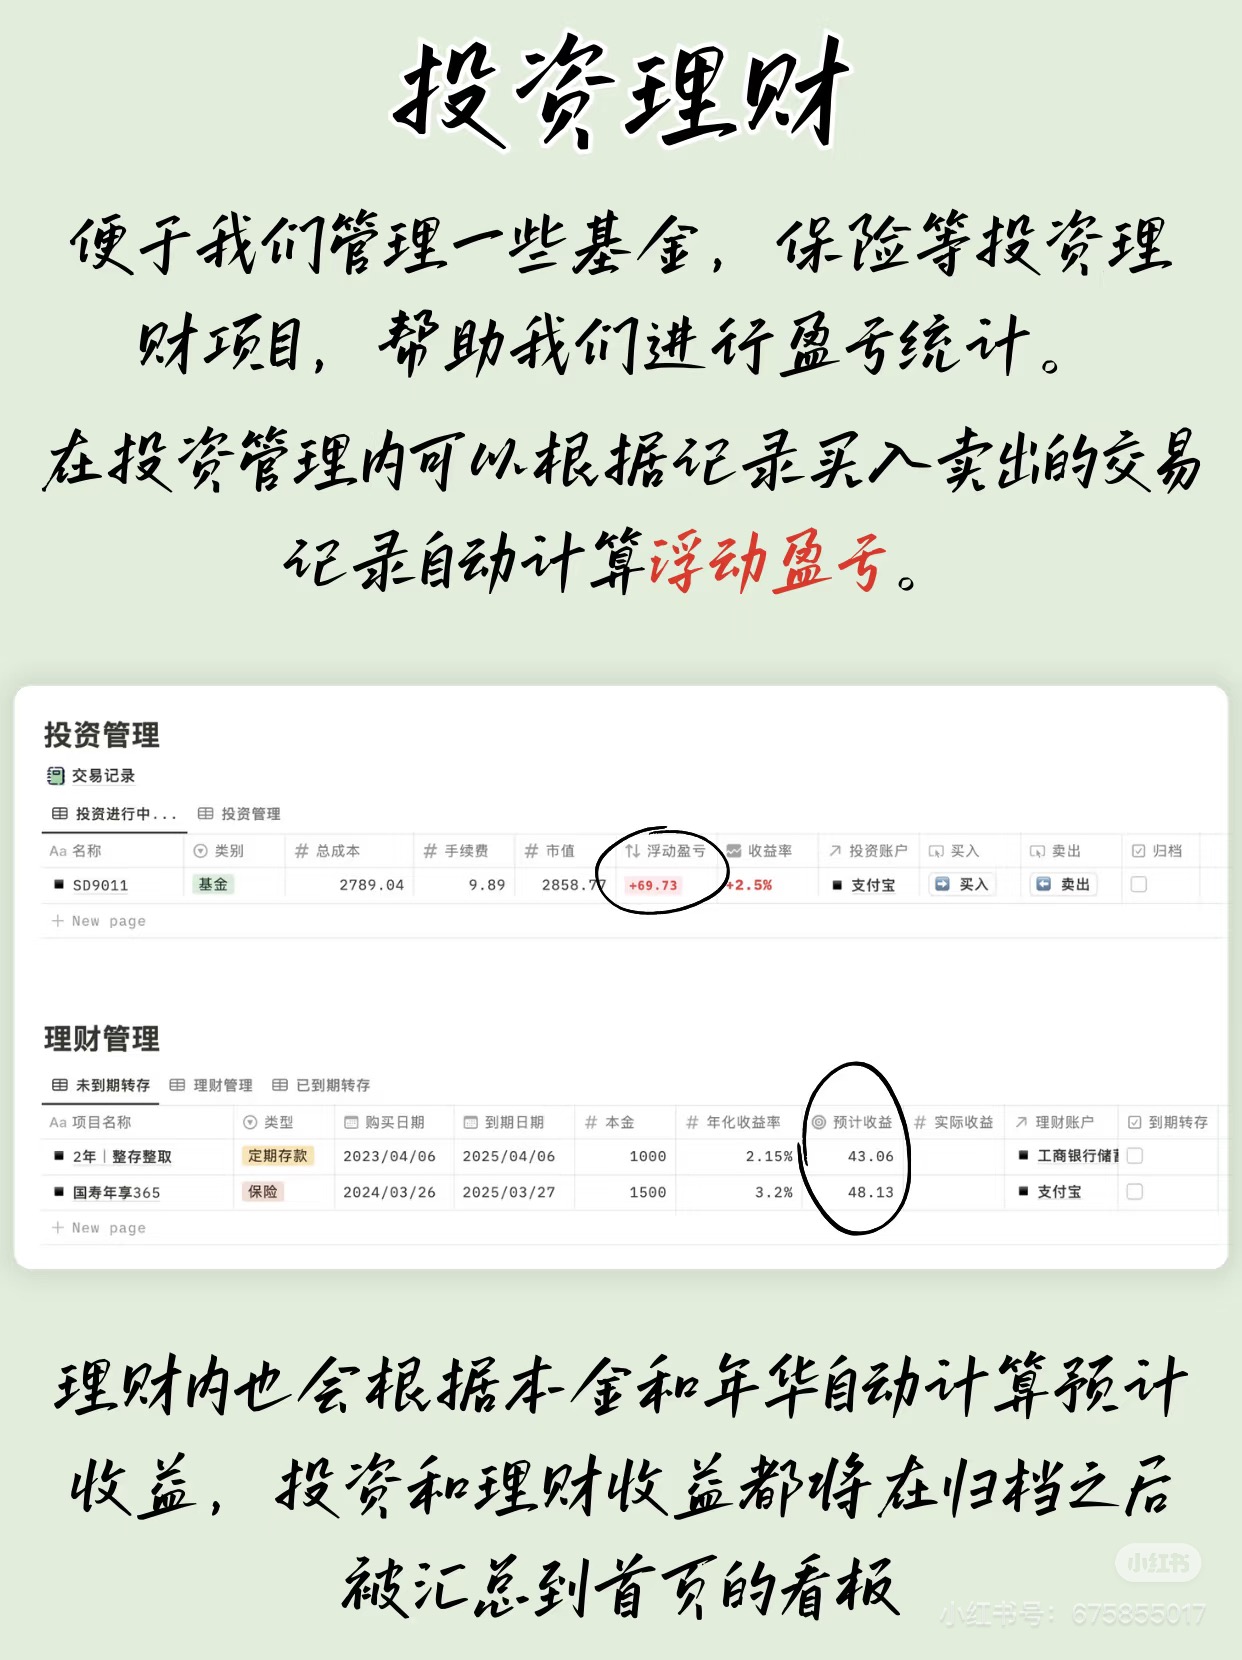 投资理财
便于我们管理一些基金，保险等投资理
财项目，帮助我们进行盈亏统计。
在投资管理内可以根据记录买入卖出的交易
记录自动计算浮动盈亏。
投资管理
交易记录
投资进行中... 投资管理
Aa 名称 类别 # 总成本 # 手续费 # 市值 浮动盈亏 收益率 投资账户 买入 卖出 归档
SD9011 基金 2789.04 9.89 2858.77 +69.73 +2.5% 支付宝 买入 卖出
+ New page
理财管理
未到期转存 理财管理 已到期转存
Aa 项目名称 类型 购买日期 到期日期 # 本金 # 年化收益率 预计收益 # 实际收益 理财账户 到期转存
2年｜整存整取 定期存款 2023/04/06 2025/04/06 1000 2.15% 43.06 工商银行储蓄
国寿年享365 保险 2024/03/26 2025/03/27 1500 3.2% 48.13 支付宝
+ New page
理财内也会根据本金和年华自动计算预计
收益，投资和理财收益都将在归档之后
被汇总到首页的看板
小红书
小红书号：675855017